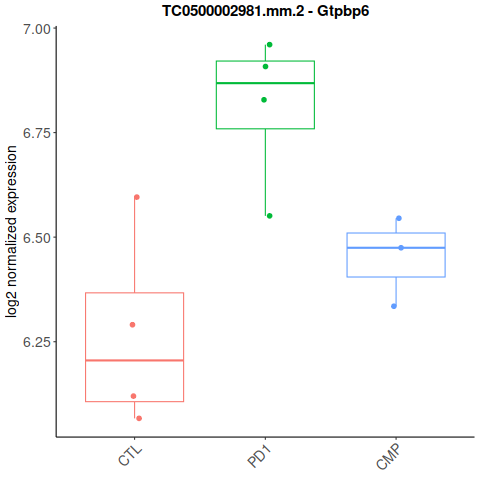 TC0500002981.mm.2 - Gtpbp6
7.00
6.75
6.50
6.25
log2 normalized expression
CTL
PD1
CMP